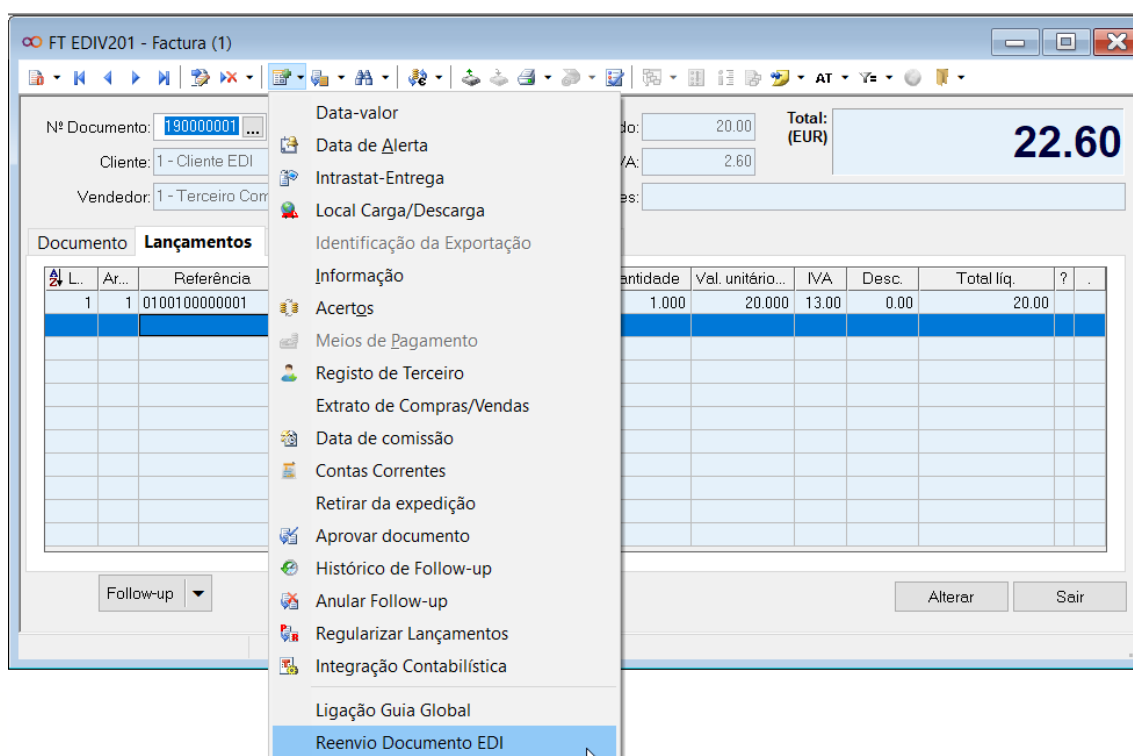 FT EDIV201 - Factura (1)
AT
Nº Documento: 190000001 ...
do: 20.00
Total: (EUR) 22.60
Cliente: 1 - Cliente EDI
VA: 2.60
Vendedor: 1 - Terceiro Com
es:
Documento Lançamentos
L... Ar... Referência antidade Val. unitário... IVA Desc. Total líq. ? .
1 1 0100100000001 1.000 20.000 13.00 0.00 20.00
Data-valor
Data de Alerta
Intrastat-Entrega
Local Carga/Descarga
Identificação da Exportação
Informação
Acertos
Meios de Pagamento
Registo de Terceiro
Extrato de Compras/Vendas
Data de comissão
Contas Correntes
Retirar da expedição
Aprovar documento
Histórico de Follow-up
Anular Follow-up
Regularizar Lançamentos
Integração Contabilística
Ligação Guia Global
Reenvio Documento EDI
Follow-up
Alterar Sair